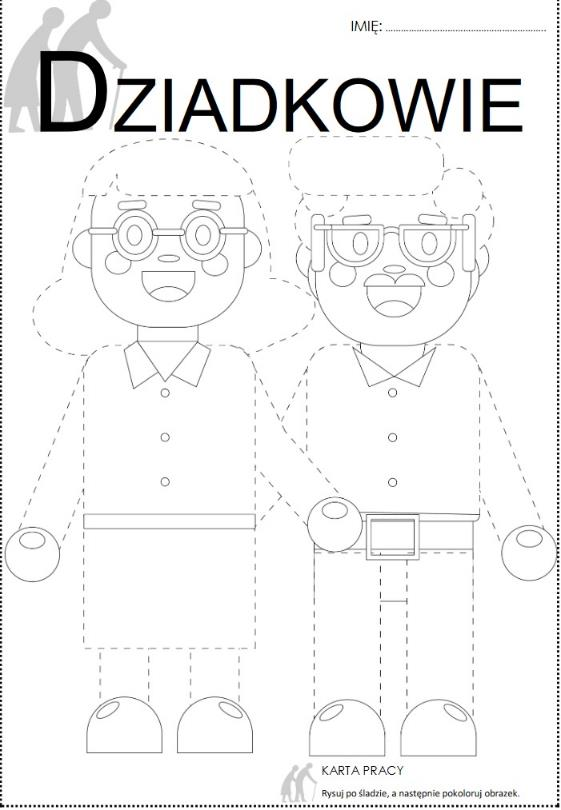 IMIĘ: ......................................................
DZIADKOWIE
KARTA PRACY
Rysuj po śladzie, a następnie pokoloruj obrazek.